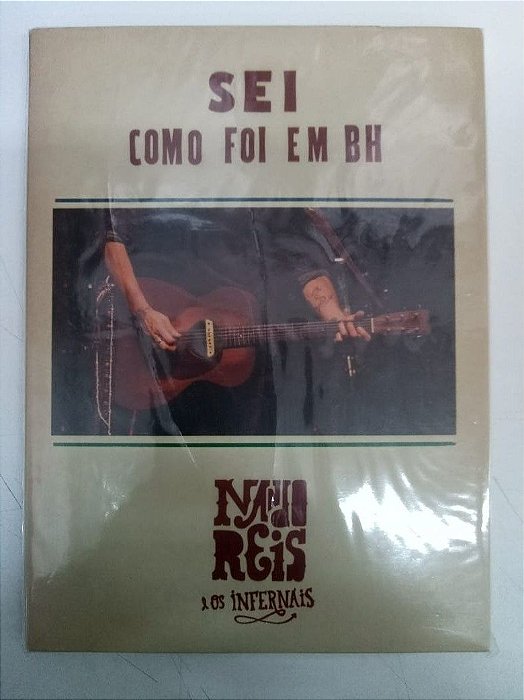 SEI
COMO FOI EM BH
NANDO
REIS
e OS INFERNAIS